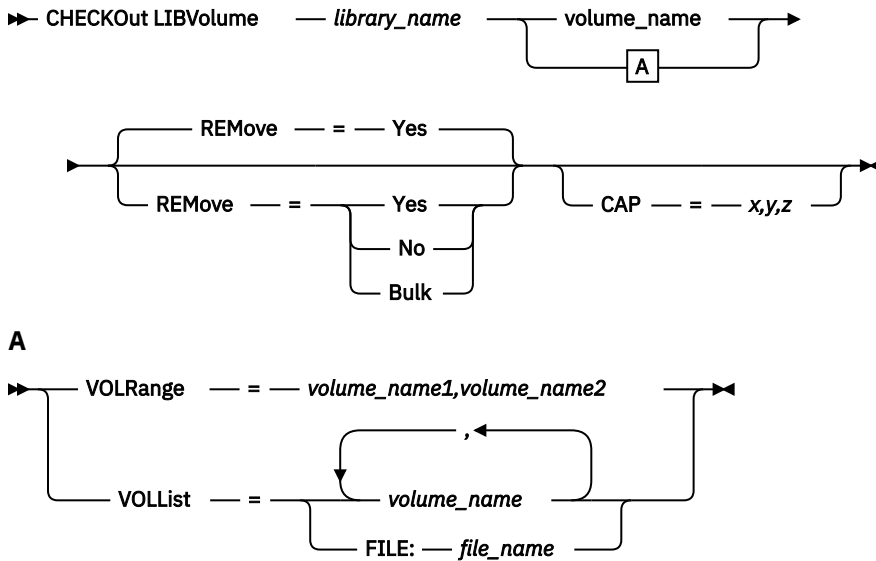 CHECKOut LIBVolume library_name volume_name
A
REMove = Yes
REMove = Yes CAP = x,y,z
No
Bulk
A
VOLRange = volume_name1,volume_name2
,
VOLList = volume_name
FILE: file_name